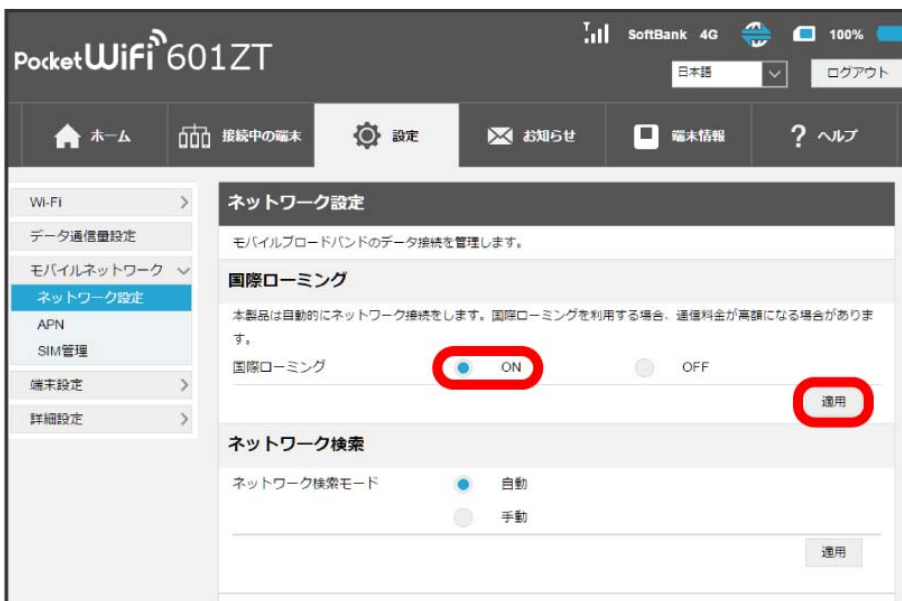 Pocket WiFi 601ZT
SoftBank 4G 100%
日本語 ログアウト
ホーム 接続中の端末 設定 お知らせ 端末情報 ? ヘルプ
Wi-Fi
データ通信量設定
モバイルネットワーク
ネットワーク設定
APN
SIM管理
端末設定
詳細設定
ネットワーク設定
モバイルブロードバンドのデータ接続を管理します。
国際ローミング
本製品は自動的にネットワーク接続をします。国際ローミングを利用する場合、通信料金が高額になる場合がありま
す。
国際ローミング ON OFF
適用
ネットワーク検索
ネットワーク検索モード 自動
手動
適用